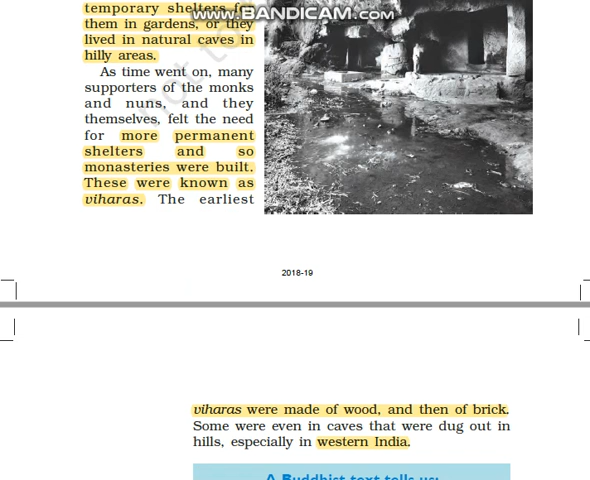 www.BANDICAM.com
temporary shelters for
them in gardens, or they
lived in natural caves in
hilly areas.
As time went on, many
supporters of the monks
and nuns, and they
themselves, felt the need
for more permanent
shelters and so
monasteries were built.
These were known as
viharas. The earliest
2018-19
viharas were made of wood, and then of brick.
Some were even in caves that were dug out in
hills, especially in western India.
A Buddhist text tells us: